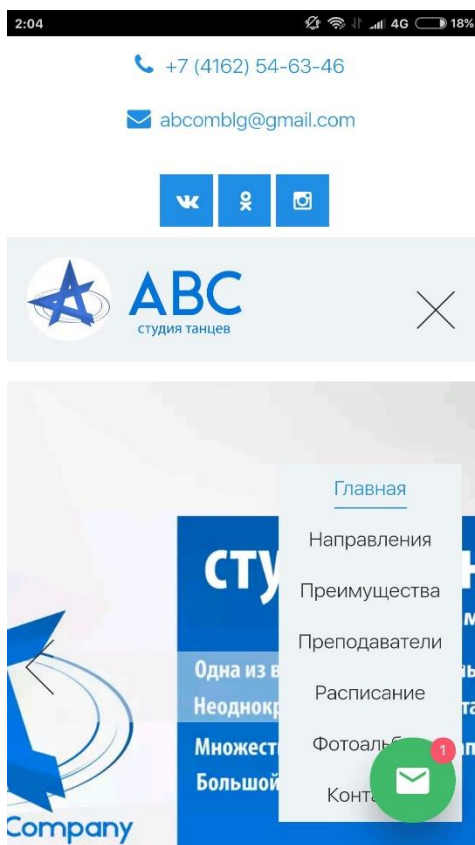 2:04 4G 18%
+7 (4162) 54-63-46
abcomblg@gmail.com
ABC
студия танцев
Главная
Направления
Преимущества
Преподаватели
Расписание
1
Одна из
Множест
Большой
Company